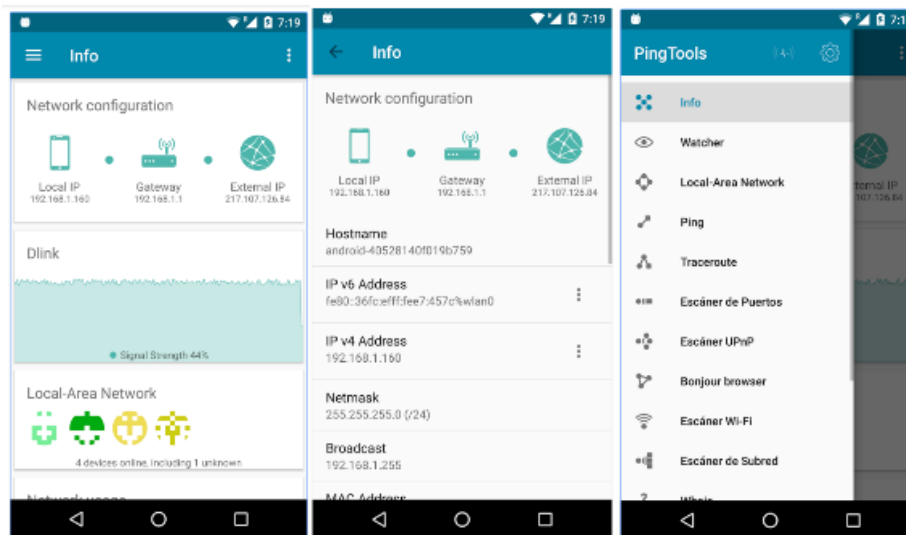 7:19
Info
Network configuration
Local IP
192.168.1.160
Gateway
192.168.1.1
External IP
217.107.126.84
Dlink
Signal Strength 44%
Local-Area Network
4 devices online, including 1 unknown
Network usage
7:19
Info
Network configuration
Local IP
192.168.1.160
Gateway
192.168.1.1
External IP
217.107.126.84
Hostname
android-40528140f019b759
IP v6 Address
fe80::36fc:efff:fee7:457c%wlan0
IP v4 Address
192.168.1.160
Netmask
255.255.255.0 (/24)
Broadcast
192.168.1.255
MAC Address
PingTools
Info
Watcher
Local-Area Network
Ping
Traceroute
Escáner de Puertos
Escáner UPnP
Bonjour browser
Escáner Wi-Fi
Escáner de Subred
Whois